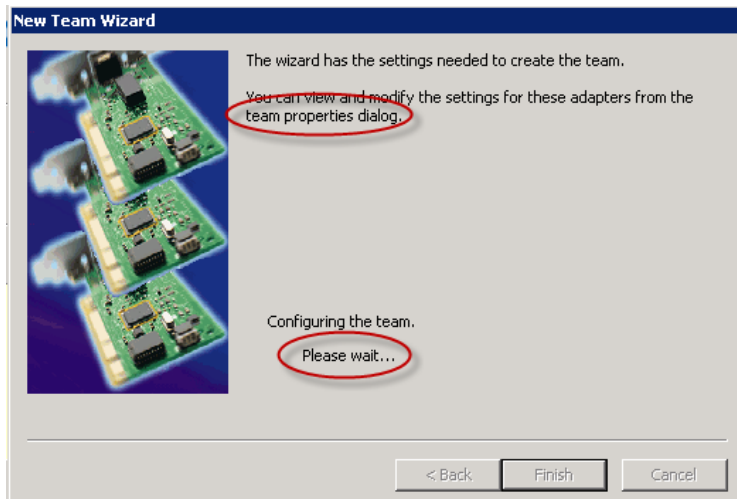 New Team Wizard
The wizard has the settings needed to create the team.
You can view and modify the settings for these adapters from the
team properties dialog.
Configuring the team.
Please wait...
< Back
Finish
Cancel